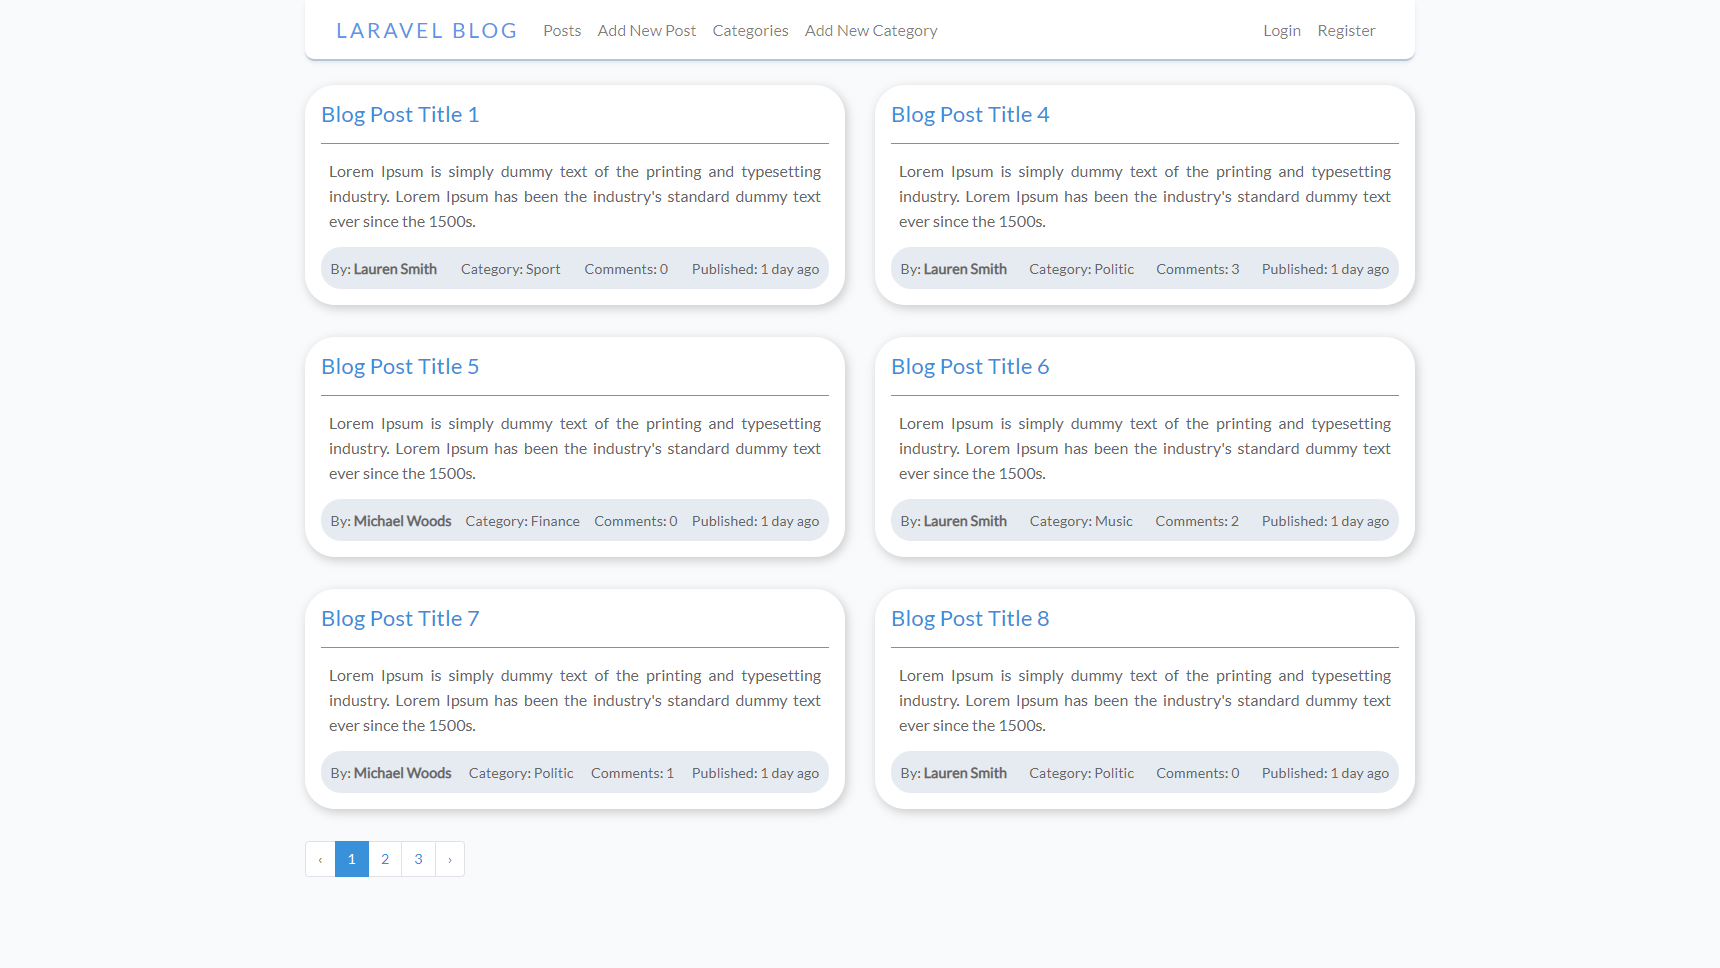 LARAVEL BLOG Posts Add New Post Categories Add New Category Login Register
Blog Post Title 1
Lorem Ipsum is simply dummy text of the printing and typesetting
industry. Lorem Ipsum has been the industry's standard dummy text
ever since the 1500s.
By: Lauren Smith Category: Sport Comments: 0 Published: 1 day ago
Blog Post Title 4
Lorem Ipsum is simply dummy text of the printing and typesetting
industry. Lorem Ipsum has been the industry's standard dummy text
ever since the 1500s.
By: Lauren Smith Category: Politic Comments: 3 Published: 1 day ago
Blog Post Title 5
Lorem Ipsum is simply dummy text of the printing and typesetting
industry. Lorem Ipsum has been the industry's standard dummy text
ever since the 1500s.
By: Michael Woods Category: Finance Comments: 0 Published: 1 day ago
Blog Post Title 6
Lorem Ipsum is simply dummy text of the printing and typesetting
industry. Lorem Ipsum has been the industry's standard dummy text
ever since the 1500s.
By: Lauren Smith Category: Music Comments: 2 Published: 1 day ago
Blog Post Title 7
Lorem Ipsum is simply dummy text of the printing and typesetting
industry. Lorem Ipsum has been the industry's standard dummy text
ever since the 1500s.
By: Michael Woods Category: Politic Comments: 1 Published: 1 day ago
Blog Post Title 8
Lorem Ipsum is simply dummy text of the printing and typesetting
industry. Lorem Ipsum has been the industry's standard dummy text
ever since the 1500s.
By: Lauren Smith Category: Politic Comments: 0 Published: 1 day ago
‹ 1 2 3 ›